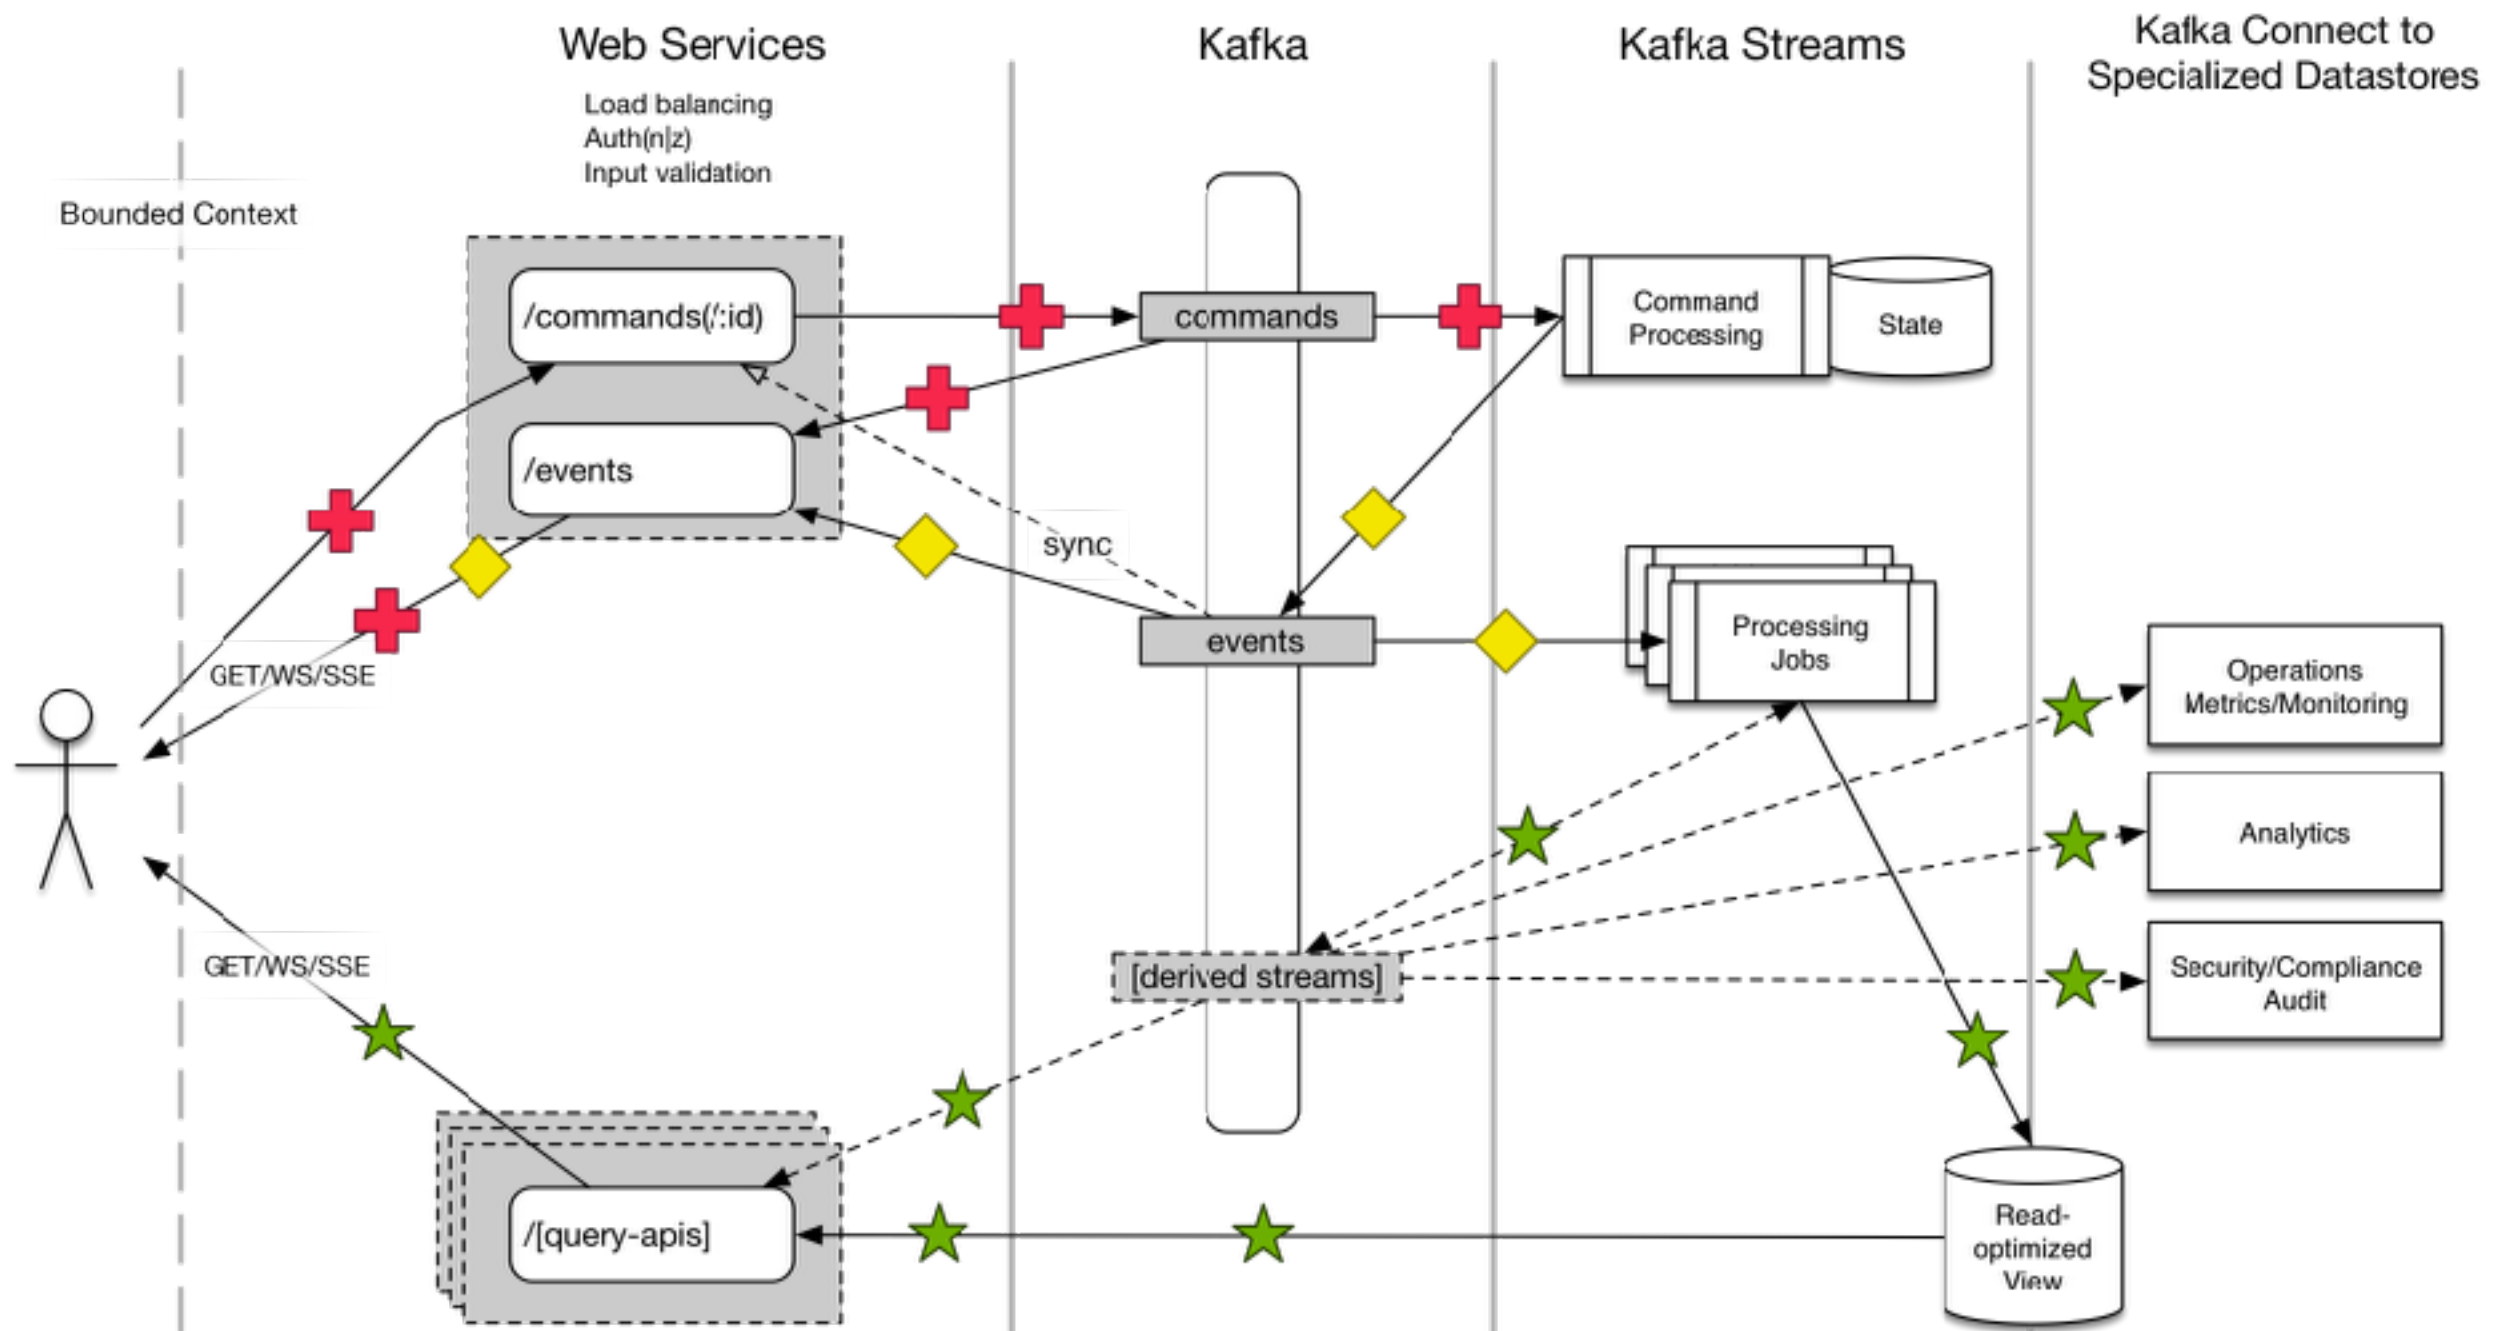 Web Services
Kafka
Kafka Streams
Kafka Connect to
Specialized Datastores
Load balancing
Auth(n|z)
Input validation
Bounded Context
/commands(/:id)
commands
Command
Processing
State
/events
sync
events
Processing
Jobs
GET/WS/SSE
Operations
Metrics/Monitoring
Analytics
[derived streams]
Security/Compliance
Audit
GET/WS/SSE
/[query-apis]
Read-
optimized
View